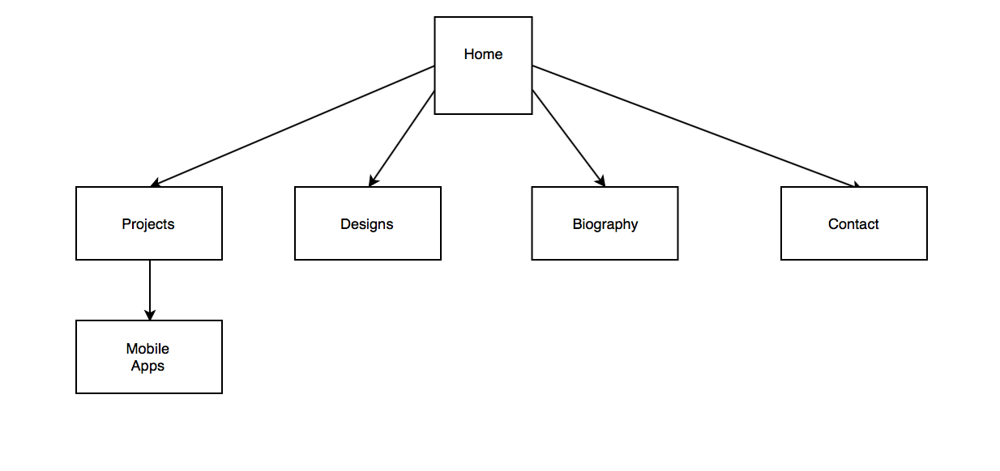 Home
Projects
Designs
Biography
Contact
Mobile
Apps